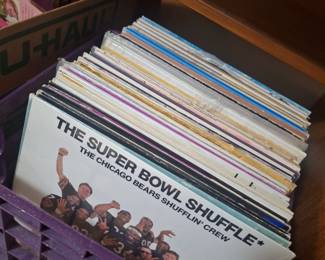 U-HAUL
THE SUPER BOWL SHUFFLE*
THE CHICAGO BEARS SHUFFLIN' CREW